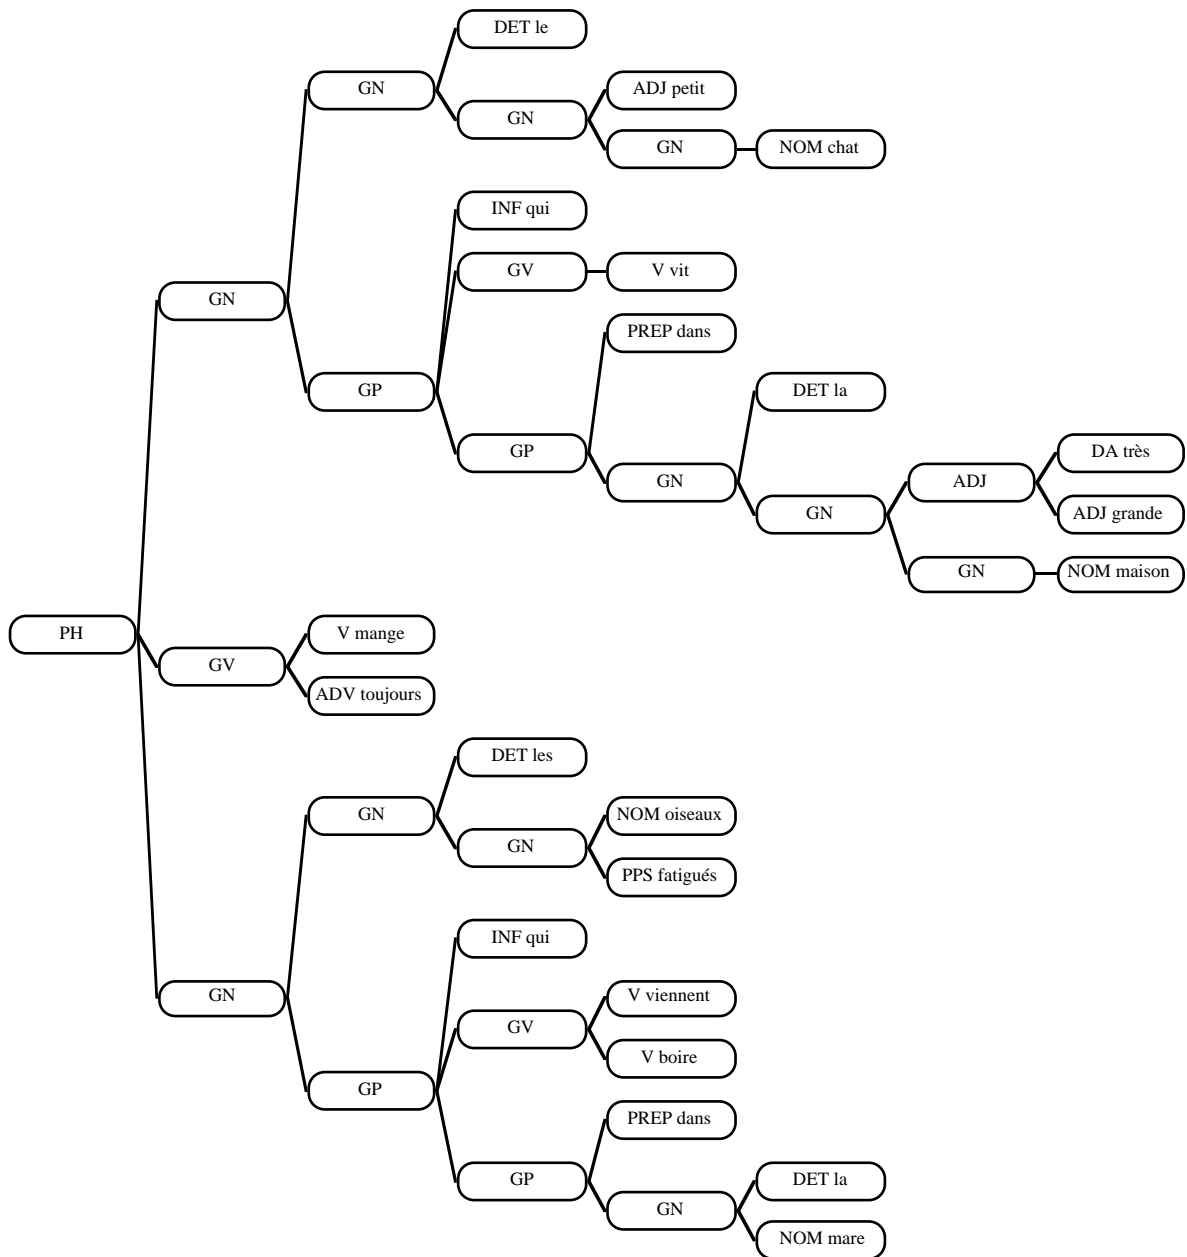 DET le
GN
ADJ petit
GN
GN
NOM chat
INF qui
GV
V vit
GN
PREP dans
GP
DET la
GP
DA très
GN
ADJ
GN
ADJ grande
GN
NOM maison
PH
V mange
GV
ADV toujours
DET les
GN
NOM oiseaux
GN
PPS fatigués
INF qui
GN
V viennent
GV
V boire
GP
PREP dans
GP
DET la
GN
NOM mare